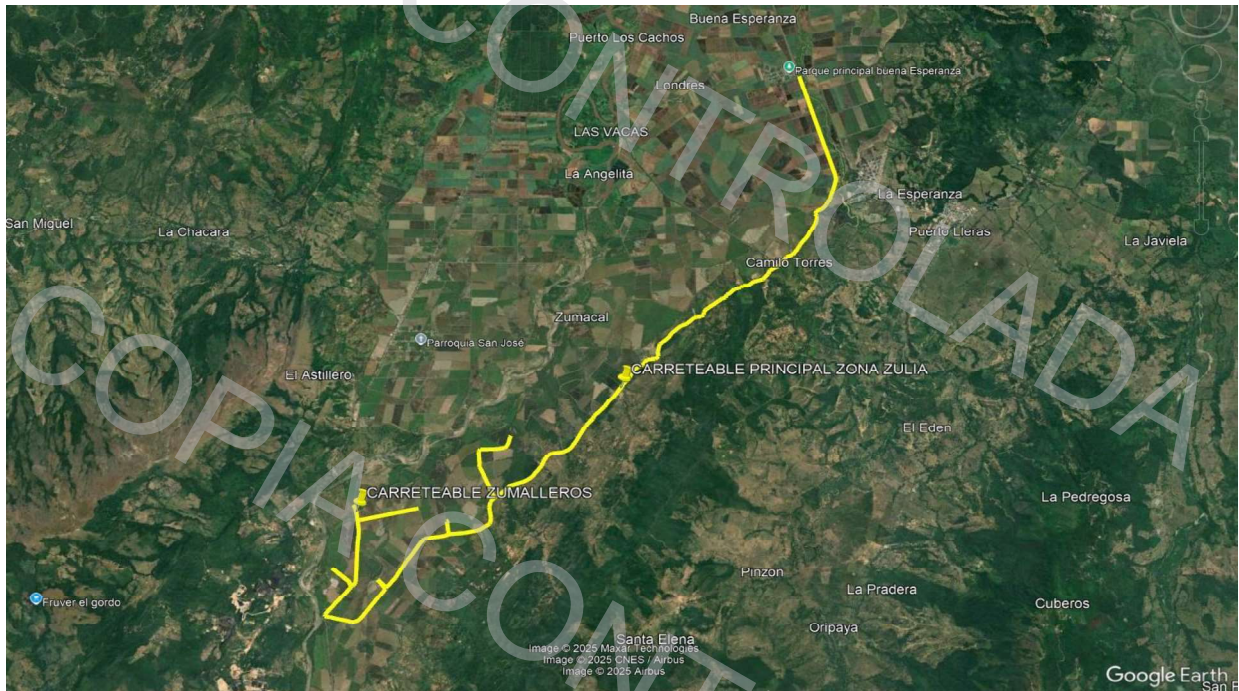 Buena Esperanza
Puerto Los Cachos
Parque principal buena Esperanza
Londres
LAS VACAS
La Angelita
La Esperanza
San Miguel
La Chacara
Puerto Lleras
La Javiela
Camilo Torres
Zumacal
Parroquia San José
El Astillero
CARRETEABLE PRINCIPAL ZONA ZULIA
El Eden
CARRETEABLE ZUMALLEROS
La Pedregosa
Pinzon
La Pradera
Fruver el gordo
Cuberos
Oripaya
Santa Elena
Image © 2025 Maxar Technologies
Image © 2025 CNES / Airbus
Image © 2025 Airbus
Google Earth
COPIA CONTROLADA
CONT